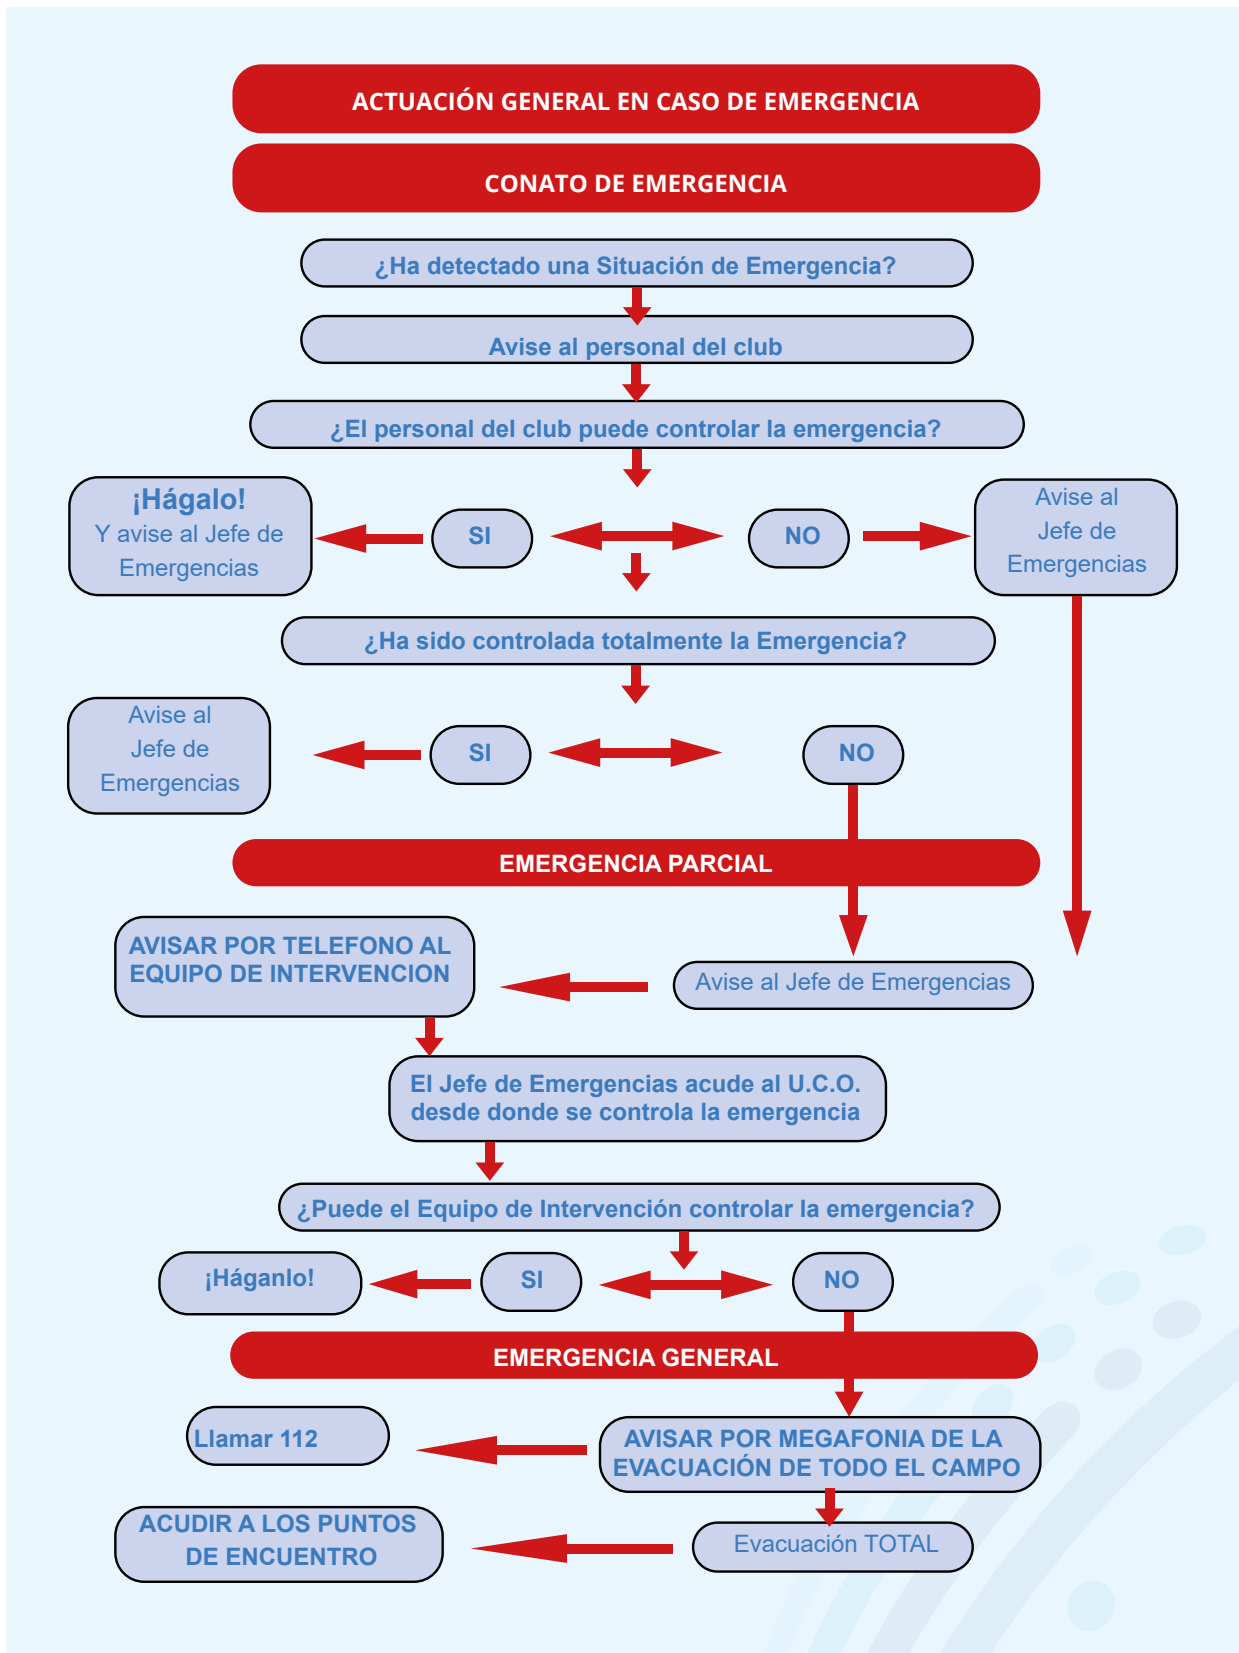 ACTUACIÓN GENERAL EN CASO DE EMERGENCIA
CONATO DE EMERGENCIA
¿Ha detectado una Situación de Emergencia?
Avise al personal del club
¿El personal del club puede controlar la emergencia?
¡Hágalo!
Y avise al Jefe de
Emergencias
SI
NO
Avise al
Jefe de
Emergencias
¿Ha sido controlada totalmente la Emergencia?
Avise al
Jefe de
Emergencias
SI
NO
EMERGENCIA PARCIAL
AVISAR POR TELEFONO AL
EQUIPO DE INTERVENCION
Avise al Jefe de Emergencias
El Jefe de Emergencias acude al U.C.O.
desde donde se controla la emergencia
¿Puede el Equipo de Intervención controlar la emergencia?
¡Háganlo!
SI
NO
EMERGENCIA GENERAL
Llamar 112
AVISAR POR MEGAFONIA DE LA
EVACUACIÓN DE TODO EL CAMPO
ACUDIR A LOS PUNTOS
DE ENCUENTRO
Evacuación TOTAL